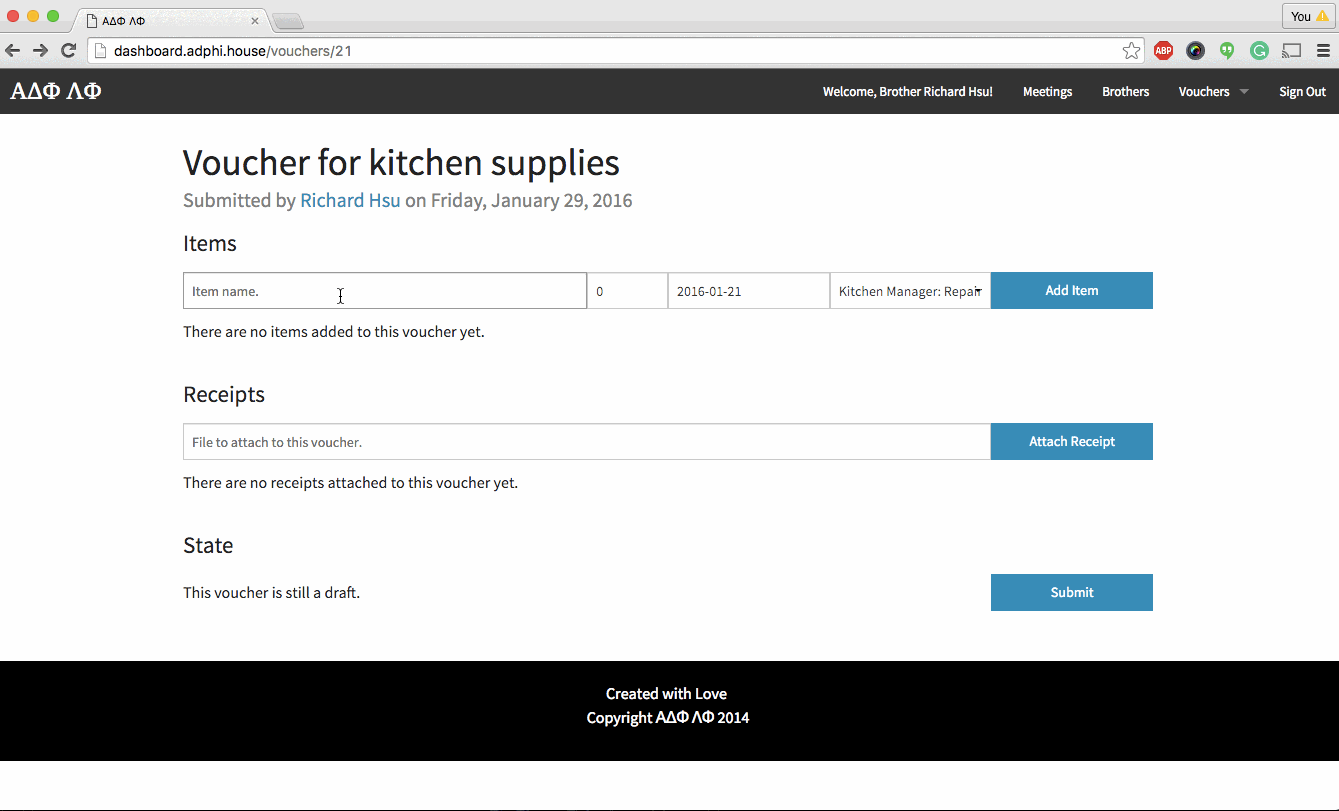 ΑΔΦ ΛΦ
You
dashboard.adphi.house/vouchers/21
ABP
ΑΔΦ ΛΦ
Welcome, Brother Richard Hsu! Meetings Brothers Vouchers Sign Out
Voucher for kitchen supplies
Submitted by Richard Hsu on Friday, January 29, 2016
Items
Item name. 0 2016-01-21 Kitchen Manager: Repair Add Item
There are no items added to this voucher yet.
Receipts
File to attach to this voucher. Attach Receipt
There are no receipts attached to this voucher yet.
State
This voucher is still a draft. Submit
Created with Love
Copyright ΑΔΦ ΛΦ 2014